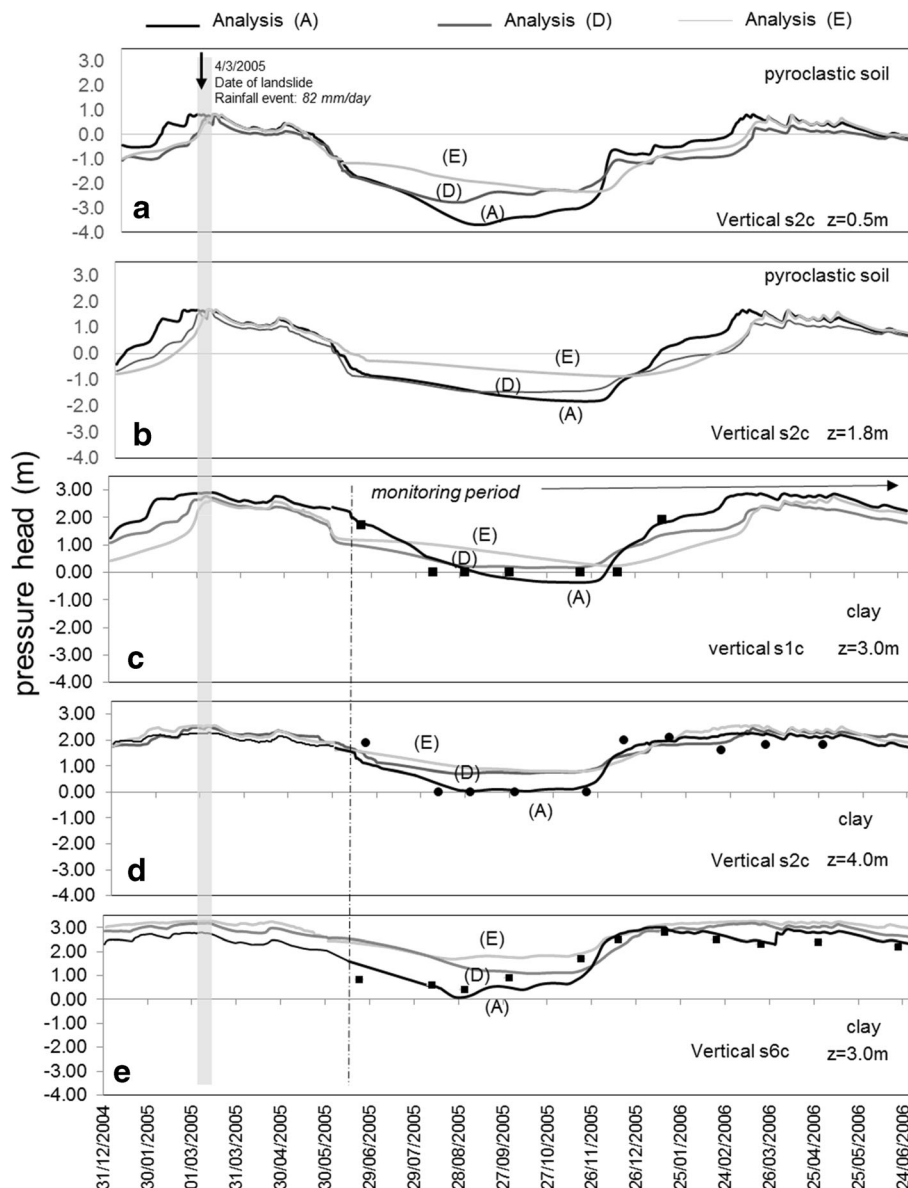 Analysis (A) Analysis (D) Analysis (E)
3.0
2.0
1.0
0.0
-1.0
-2.0
-3.0
-4.0
4/3/2005
Date of landslide
Rainfall event: 82 mm/day
pyroclastic soil
(E)
(D)
(A)
a
Vertical s2c z=0.5m
3.0
2.0
1.0
0.0
-1.0
-2.0
-3.0
-4.0
pyroclastic soil
(E)
(D)
(A)
b
Vertical s2c z=1.8m
pressure head (m)
3.00
2.00
1.00
0.00
-1.00
-2.00
-3.00
-4.00
monitoring period
(E)
(D)
(A)
clay
c
vertical s1c z=3.0m
3.00
2.00
1.00
0.00
-1.00
-2.00
-3.00
-4.00
(E)
(D)
(A)
clay
d
Vertical s2c z=4.0m
3.00
2.00
1.00
0.00
-1.00
-2.00
-3.00
-4.00
(E)
(D)
(A)
clay
e
Vertical s6c z=3.0m
31/12/2004
30/01/2005
01/03/2005
31/03/2005
30/04/2005
30/05/2005
29/06/2005
29/07/2005
28/08/2005
27/09/2005
27/10/2005
26/11/2005
26/12/2005
25/01/2006
24/02/2006
26/03/2006
25/04/2006
25/05/2006
24/06/2006